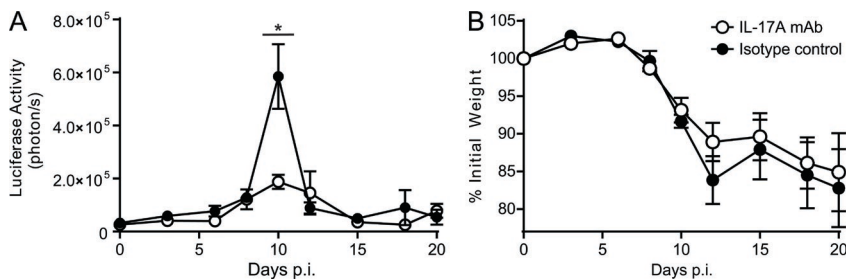 A
Luciferase Activity
(photon/s)
8.0×10⁵
6.0×10⁵
4.0×10⁵
2.0×10⁵
0
*
0 5 10 15 20
Days p.i.
B
% Initial Weight
105
100
95
90
85
80
IL-17A mAb
Isotype control
0 5 10 15 20
Days p.i.